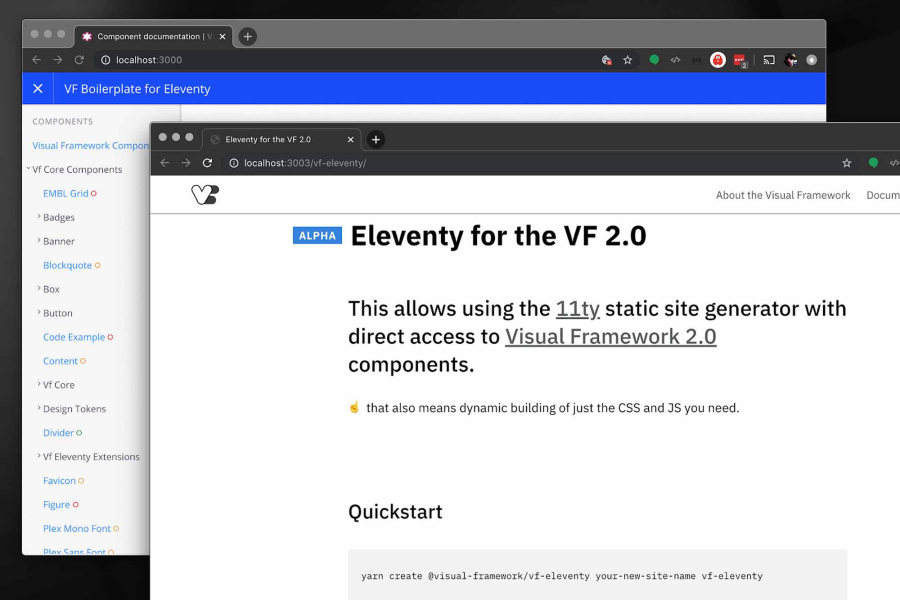 Component documentation | V
localhost:3000
2
VF Boilerplate for Eleventy
COMPONENTS
Visual Framework Compon
Vf Core Components
EMBL Grid
Badges
Banner
Blockquote
Box
Button
Code Example
Content
Vf Core
Design Tokens
Divider
Vf Eleventy Extensions
Favicon
Figure
Plex Mono Font
Plex Sans Font
Eleventy for the VF 2.0
localhost:3003/vf-eleventy/
About the Visual Framework Docum
ALPHA Eleventy for the VF 2.0
This allows using the 11ty static site generator with
direct access to Visual Framework 2.0
components.
☝️ that also means dynamic building of just the CSS and JS you need.
Quickstart
yarn create @visual-framework/vf-eleventy your-new-site-name vf-eleventy